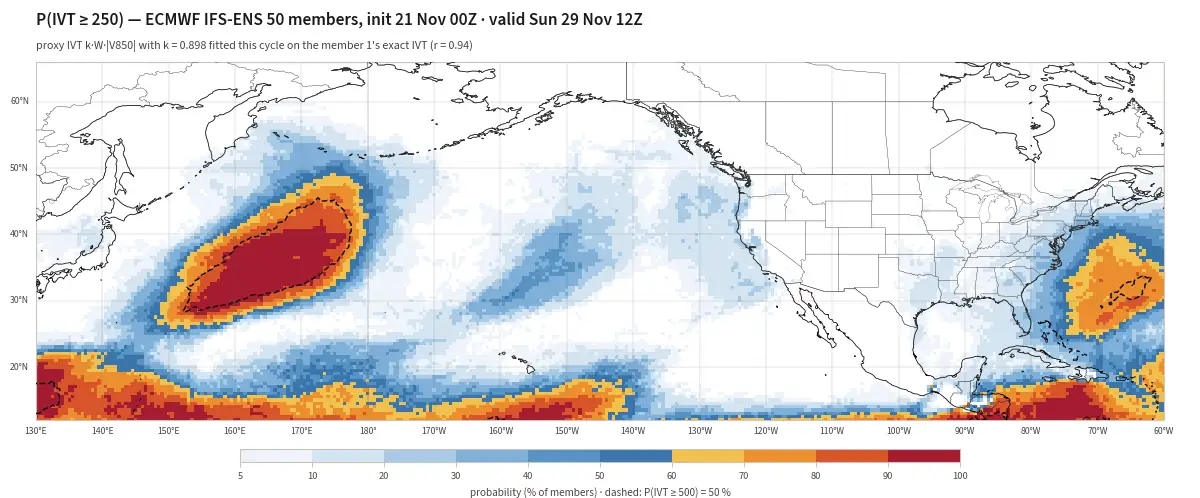 P(IVT ≥ 250) — ECMWF IFS-ENS 50 members, init 21 Nov 00Z · valid Sun 29 Nov 12Z
proxy IVT k·W·|V850| with k = 0.898 fitted this cycle on the member 1's exact IVT (r = 0.94)
60°N
50°N
40°N
30°N
20°N
130°E 140°E 150°E 160°E 170°E 180° 170°W 160°W 150°W 140°W 130°W 120°W 110°W 100°W 90°W 80°W 70°W 60°W
5 10 20 30 40 50 60 70 80 90 100
probability (% of members) · dashed: P(IVT ≥ 500) = 50 %